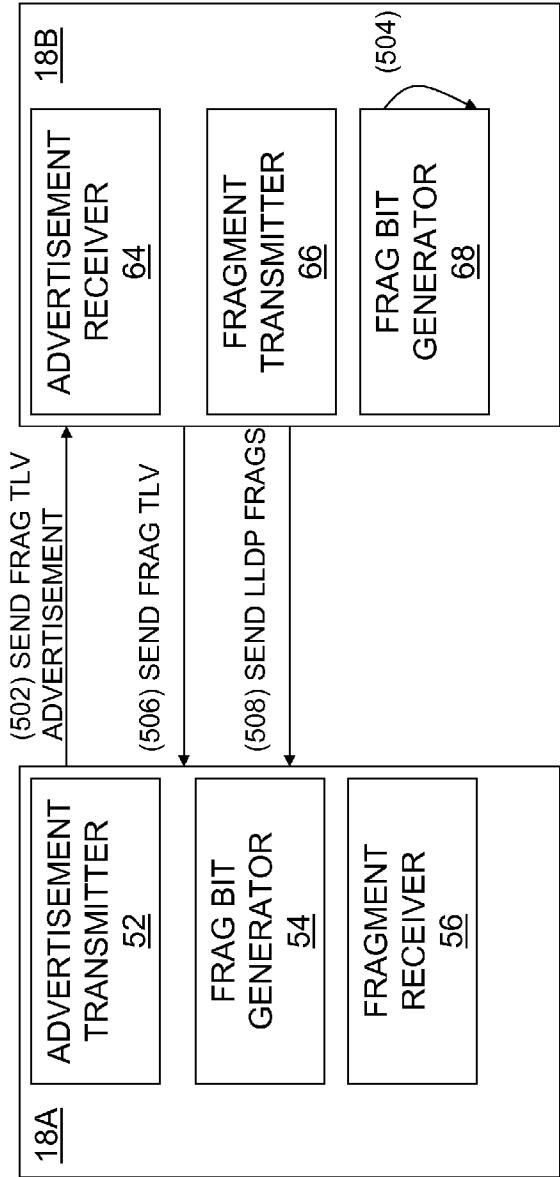 18A
ADVERTISEMENT
TRANSMITTER
52
FRAG BIT
GENERATOR
54
FRAGMENT
RECEIVER
56
(502) SEND FRAG TLV
ADVERTISEMENT
(506) SEND FRAG TLV
(508) SEND LLDP FRAGS
18B
ADVERTISEMENT
RECEIVER
64
FRAGMENT
TRANSMITTER
66
FRAG BIT
GENERATOR
68
(504)